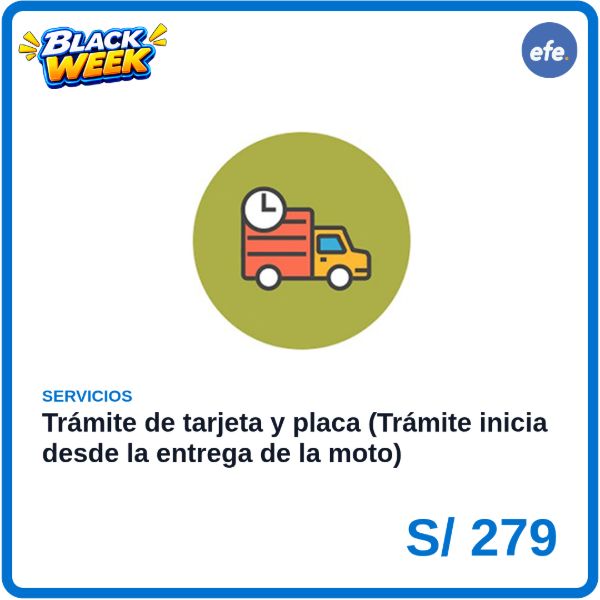 BLACK
WEEK
efe.
SERVICIOS
Trámite de tarjeta y placa (Trámite inicia
desde la entrega de la moto)
S/ 279